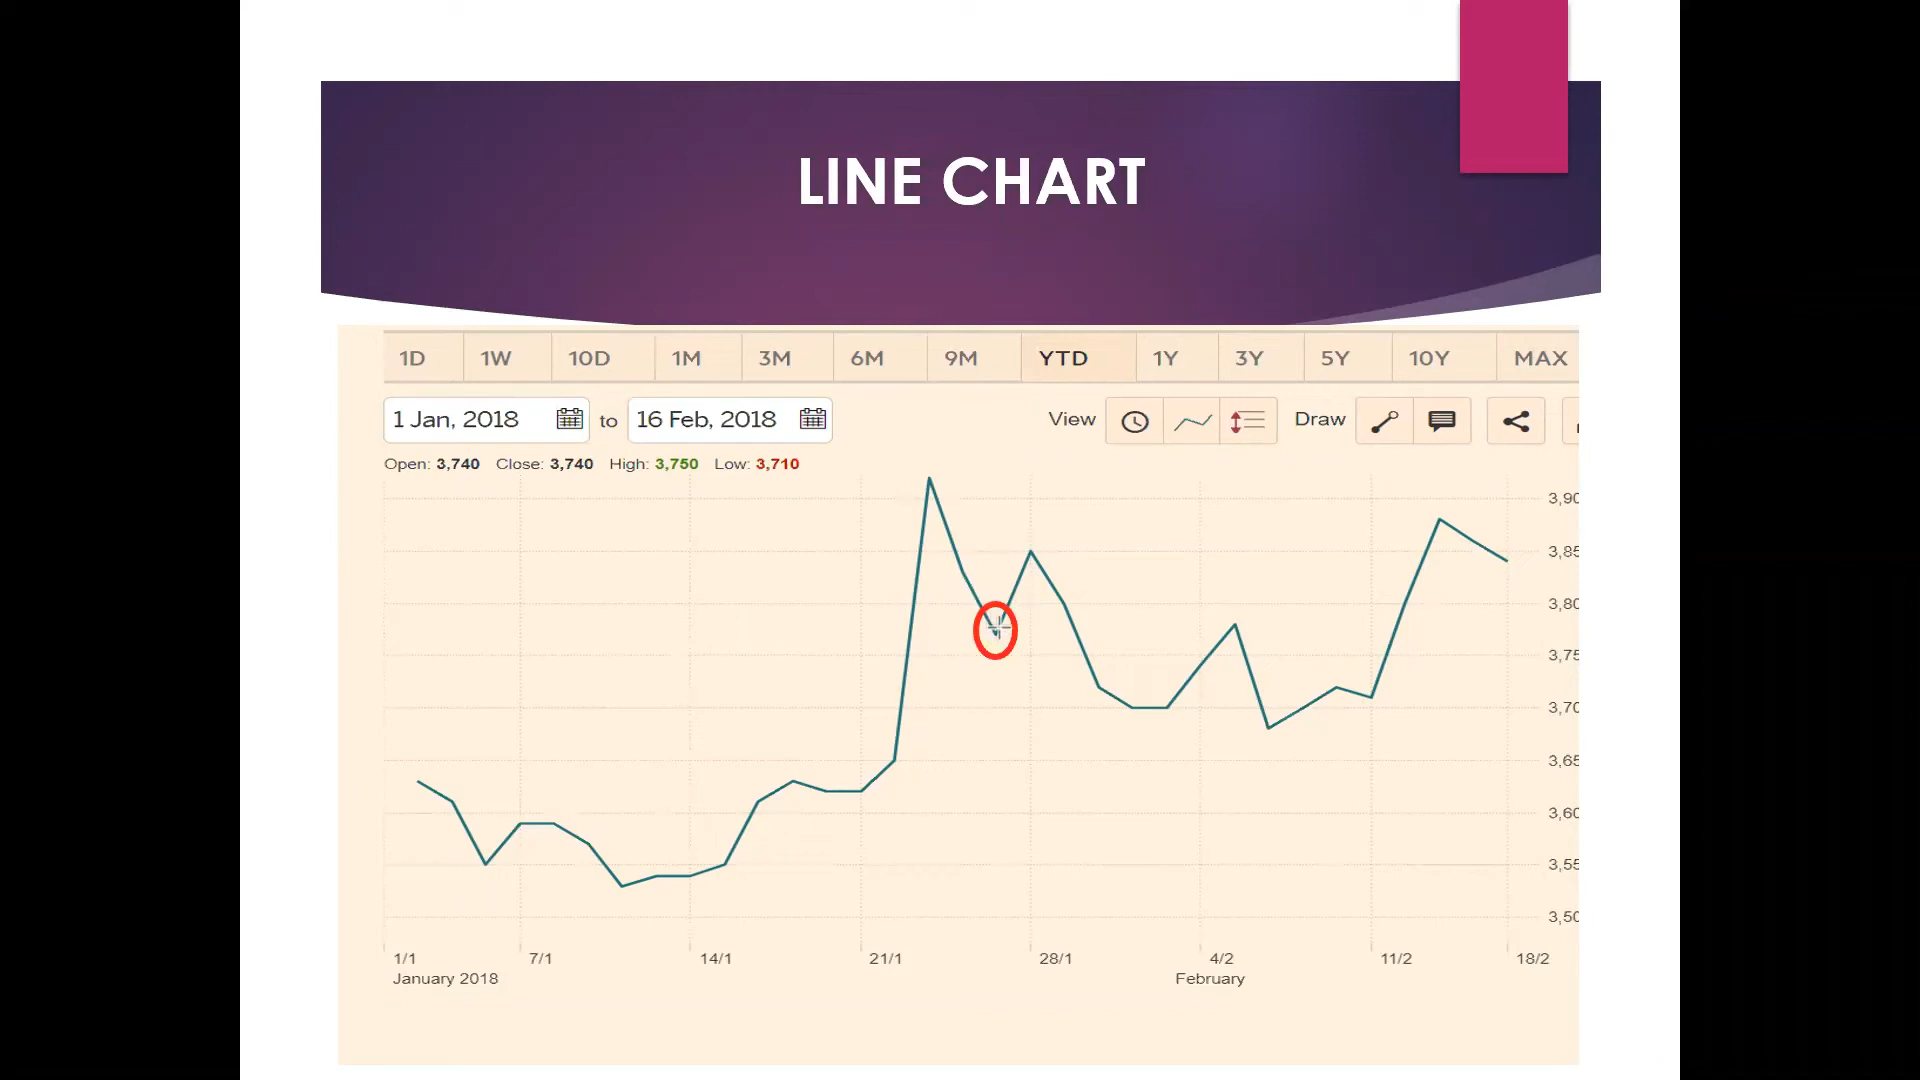 LINE CHART
1D 1W 10D 1M 3M 6M 9M YTD 1Y 3Y 5Y 10Y MAX
1 Jan, 2018 to 16 Feb, 2018 View Draw
Open: 3,740 Close: 3,740 High: 3,750 Low: 3,710
3,90
3,85
3,80
3,75
3,70
3,65
3,60
3,55
3,50
1/1 7/1 14/1 21/1 28/1 4/2 11/2 18/2
January 2018 February